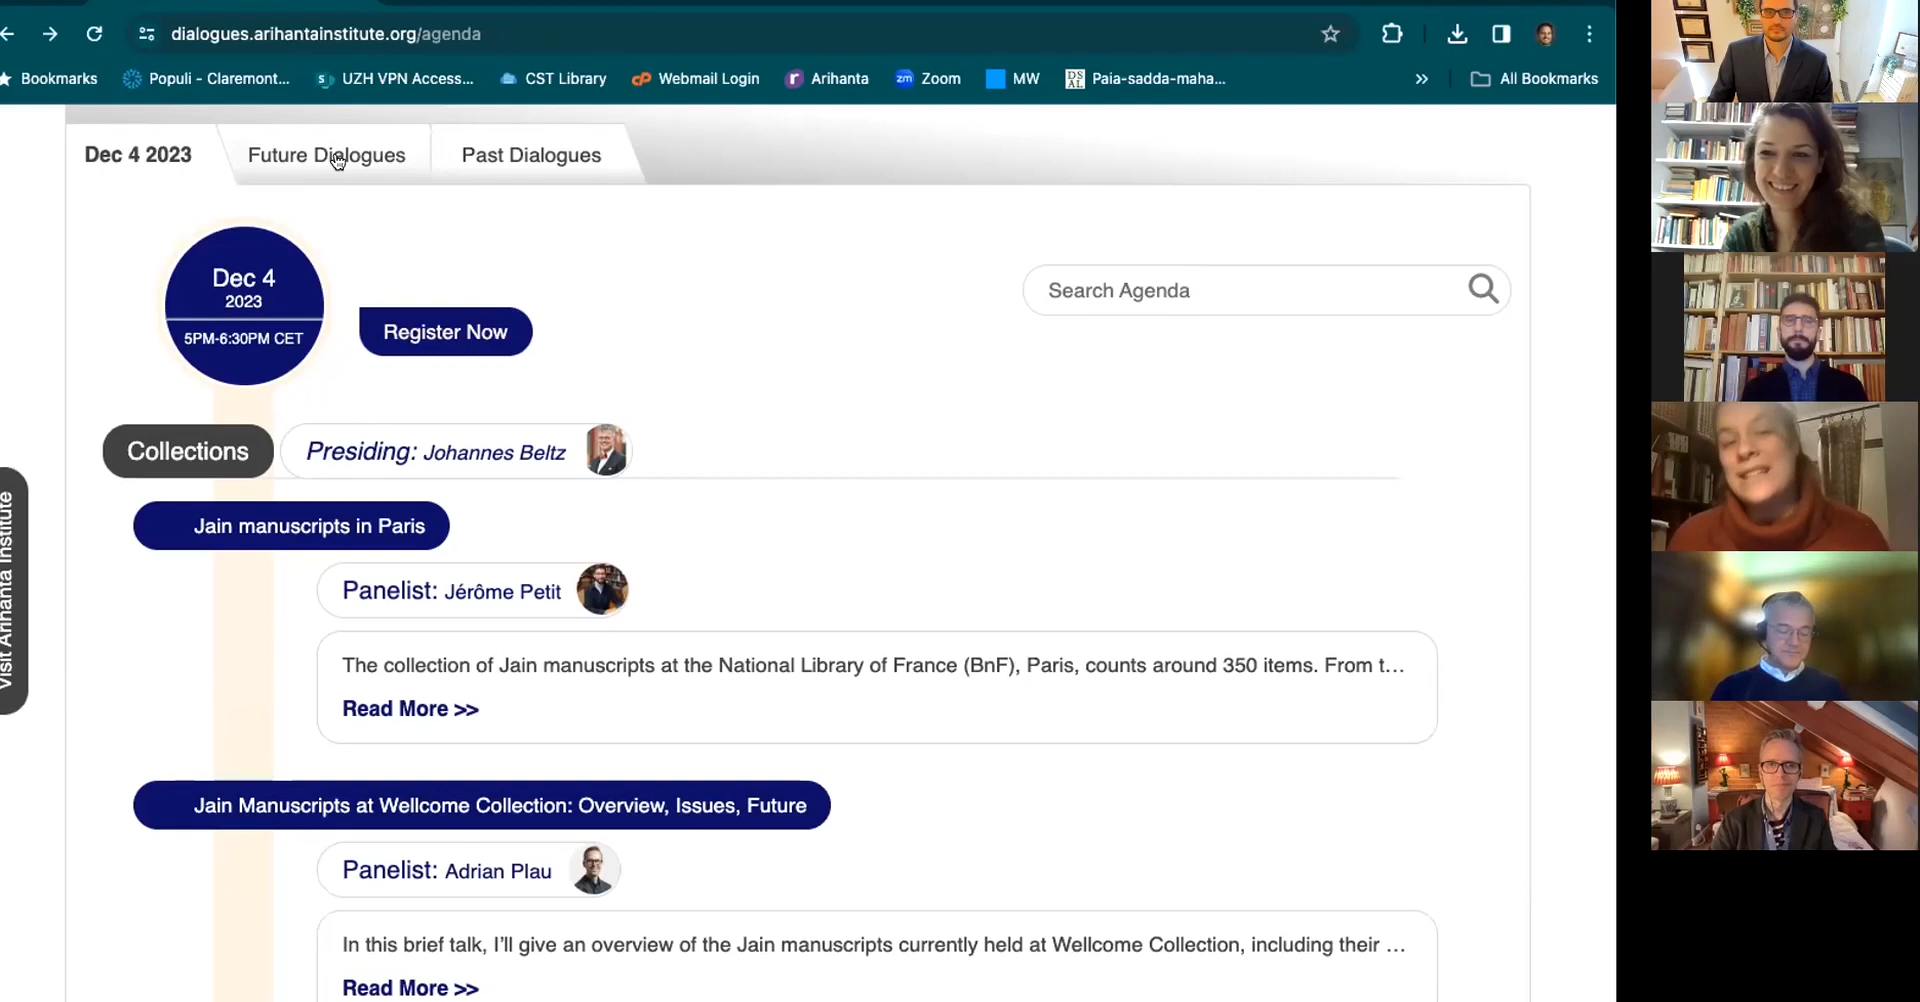 dialogues.arihantainstitute.org/agenda
Bookmarks
Populi - Claremont...
UZH VPN Access...
CST Library
Webmail Login
Arihanta
Zoom
MW
Paia-sadda-maha...
»
All Bookmarks
Dec 4 2023
Future Dialogues
Past Dialogues
Dec 4
2023
5PM-6:30PM CET
Register Now
Search Agenda
Collections
Presiding: Johannes Beltz
Jain manuscripts in Paris
Panelist: Jérôme Petit
The collection of Jain manuscripts at the National Library of France (BnF), Paris, counts around 350 items. From t...
Read More >>
Visit Arihanta Institute
Jain Manuscripts at Wellcome Collection: Overview, Issues, Future
Panelist: Adrian Plau
In this brief talk, I'll give an overview of the Jain manuscripts currently held at Wellcome Collection, including their ...
Read More >>